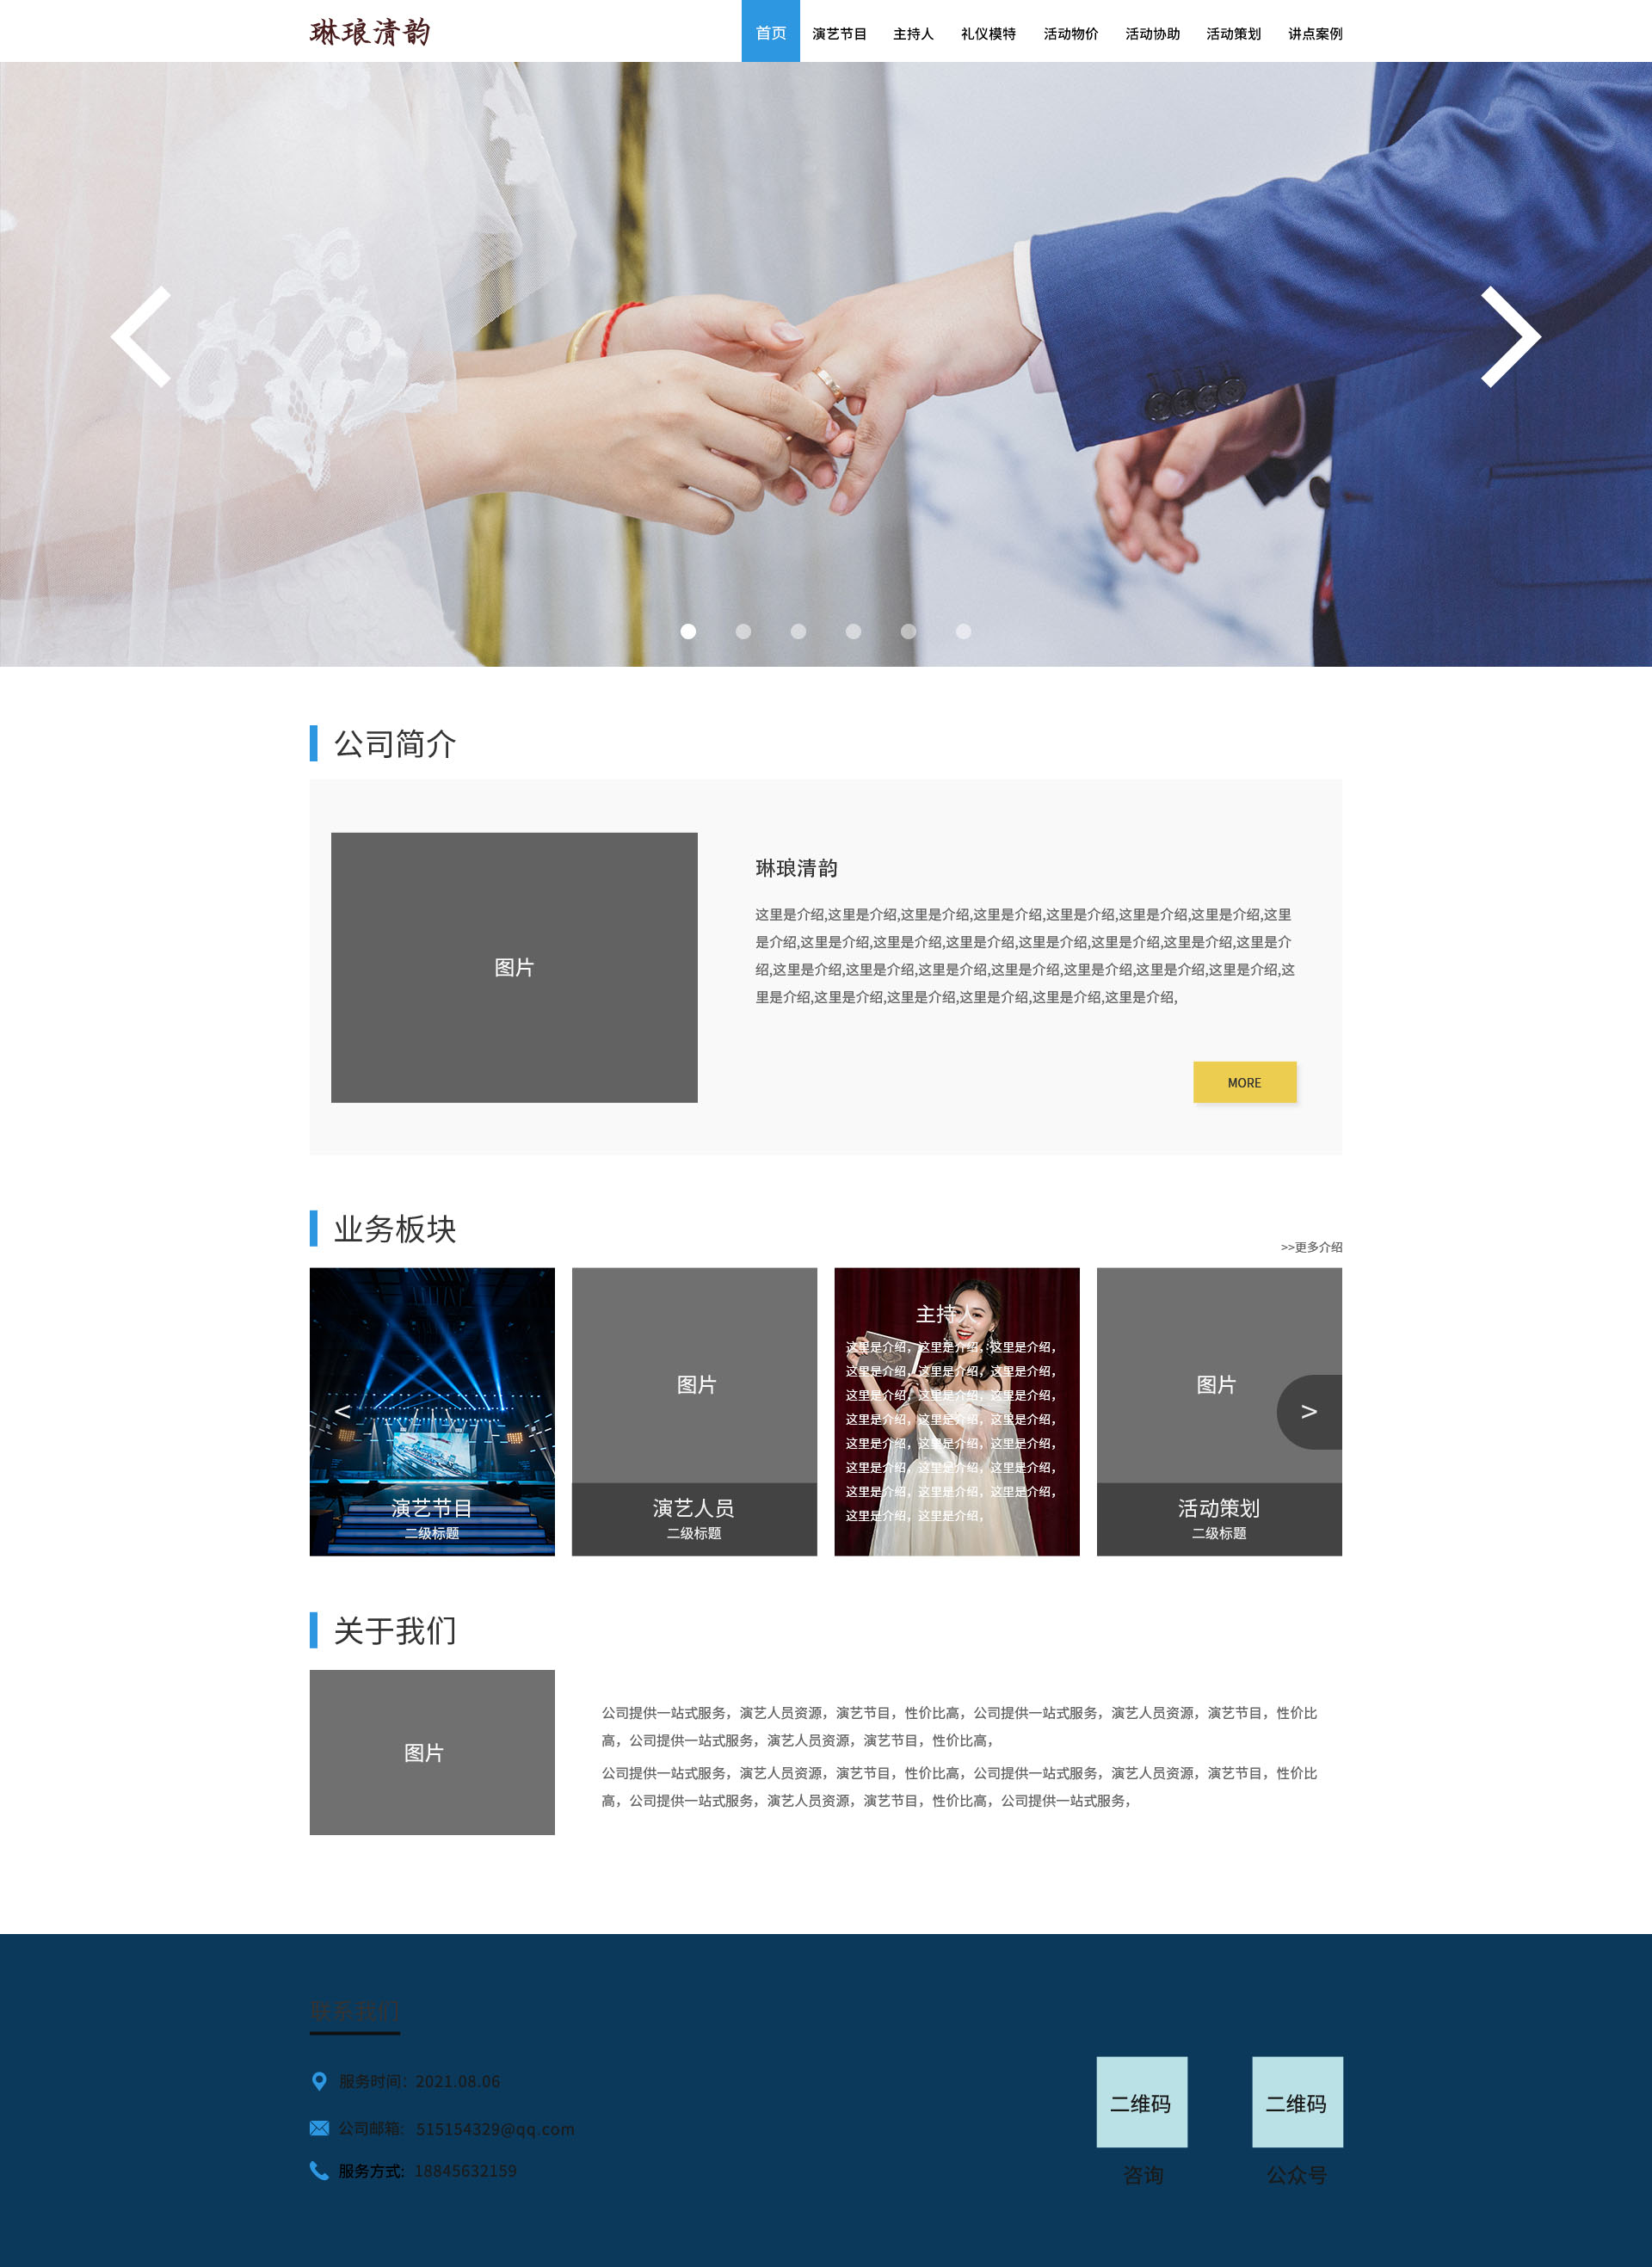 琳琅清韵
首页 演艺节目 主持人 礼仪模特 活动物价 活动协助 活动策划 讲点案例
公司简介
图片
琳琅清韵
这里是介绍,这里是介绍,这里是介绍,这里是介绍,这里是介绍,这里是介绍,这里是介绍,这里
是介绍,这里是介绍,这里是介绍,这里是介绍,这里是介绍,这里是介绍,这里是介绍,这里是介
绍,这里是介绍,这里是介绍,这里是介绍,这里是介绍,这里是介绍,这里是介绍,这里是介绍,这
里是介绍,这里是介绍,这里是介绍,这里是介绍,这里是介绍,这里是介绍,
MORE
业务板块
>>更多介绍
<
演艺节目
二级标题
图片
演艺人员
二级标题
主持人
这里是介绍，这里是介绍，这里是介绍，
这里是介绍，这里是介绍，这里是介绍，
这里是介绍，这里是介绍，这里是介绍，
这里是介绍，这里是介绍，这里是介绍，
这里是介绍，这里是介绍，这里是介绍，
这里是介绍，这里是介绍，这里是介绍，
这里是介绍，这里是介绍，这里是介绍，
这里是介绍，这里是介绍，
图片
>
活动策划
二级标题
关于我们
图片
公司提供一站式服务，演艺人员资源，演艺节目，性价比高，公司提供一站式服务，演艺人员资源，演艺节目，性价比
高，公司提供一站式服务，演艺人员资源，演艺节目，性价比高，
公司提供一站式服务，演艺人员资源，演艺节目，性价比高，公司提供一站式服务，演艺人员资源，演艺节目，性价比
高，公司提供一站式服务，演艺人员资源，演艺节目，性价比高，公司提供一站式服务，
联系我们
服务时间：2021.08.06
公司邮箱: 515154329@qq.com
服务方式: 18845632159
二维码
咨询
二维码
公众号